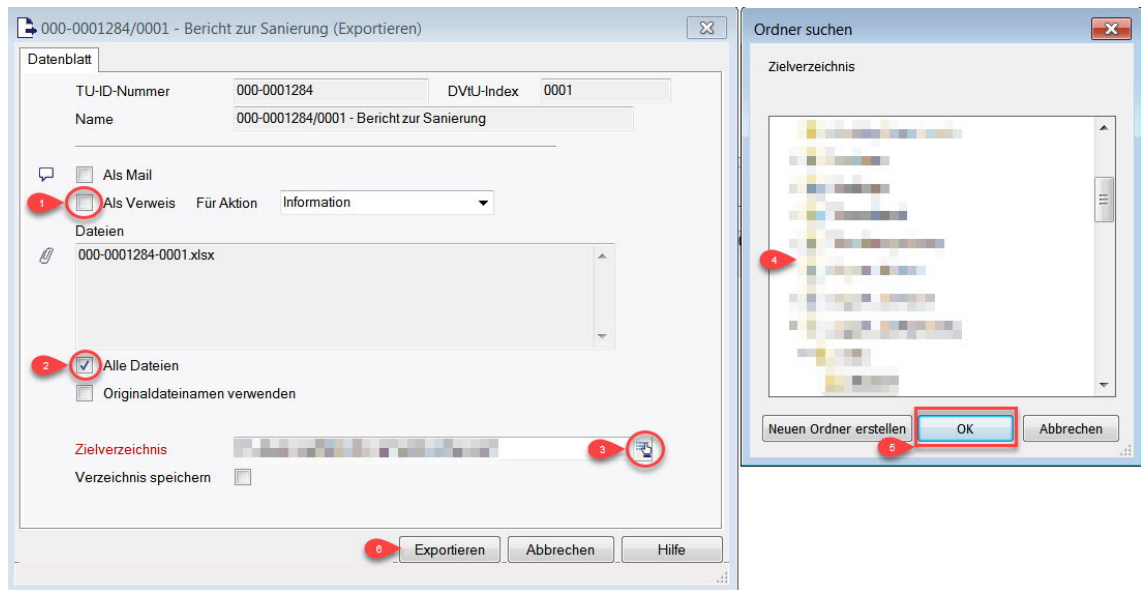 000-0001284/0001 - Bericht zur Sanierung (Exportieren)
Datenblatt
TU-ID-Nummer 000-0001284 DVtU-Index 0001
Name 000-0001284/0001 - Bericht zur Sanierung
Als Mail
1 Als Verweis Für Aktion Information
Dateien
000-0001284-0001.xlsx
2 Alle Dateien
Originaldateinamen verwenden
Zielverzeichnis 3
Verzeichnis speichern
6 Exportieren Abbrechen Hilfe
Ordner suchen
Zielverzeichnis
4
Neuen Ordner erstellen OK Abbrechen
5